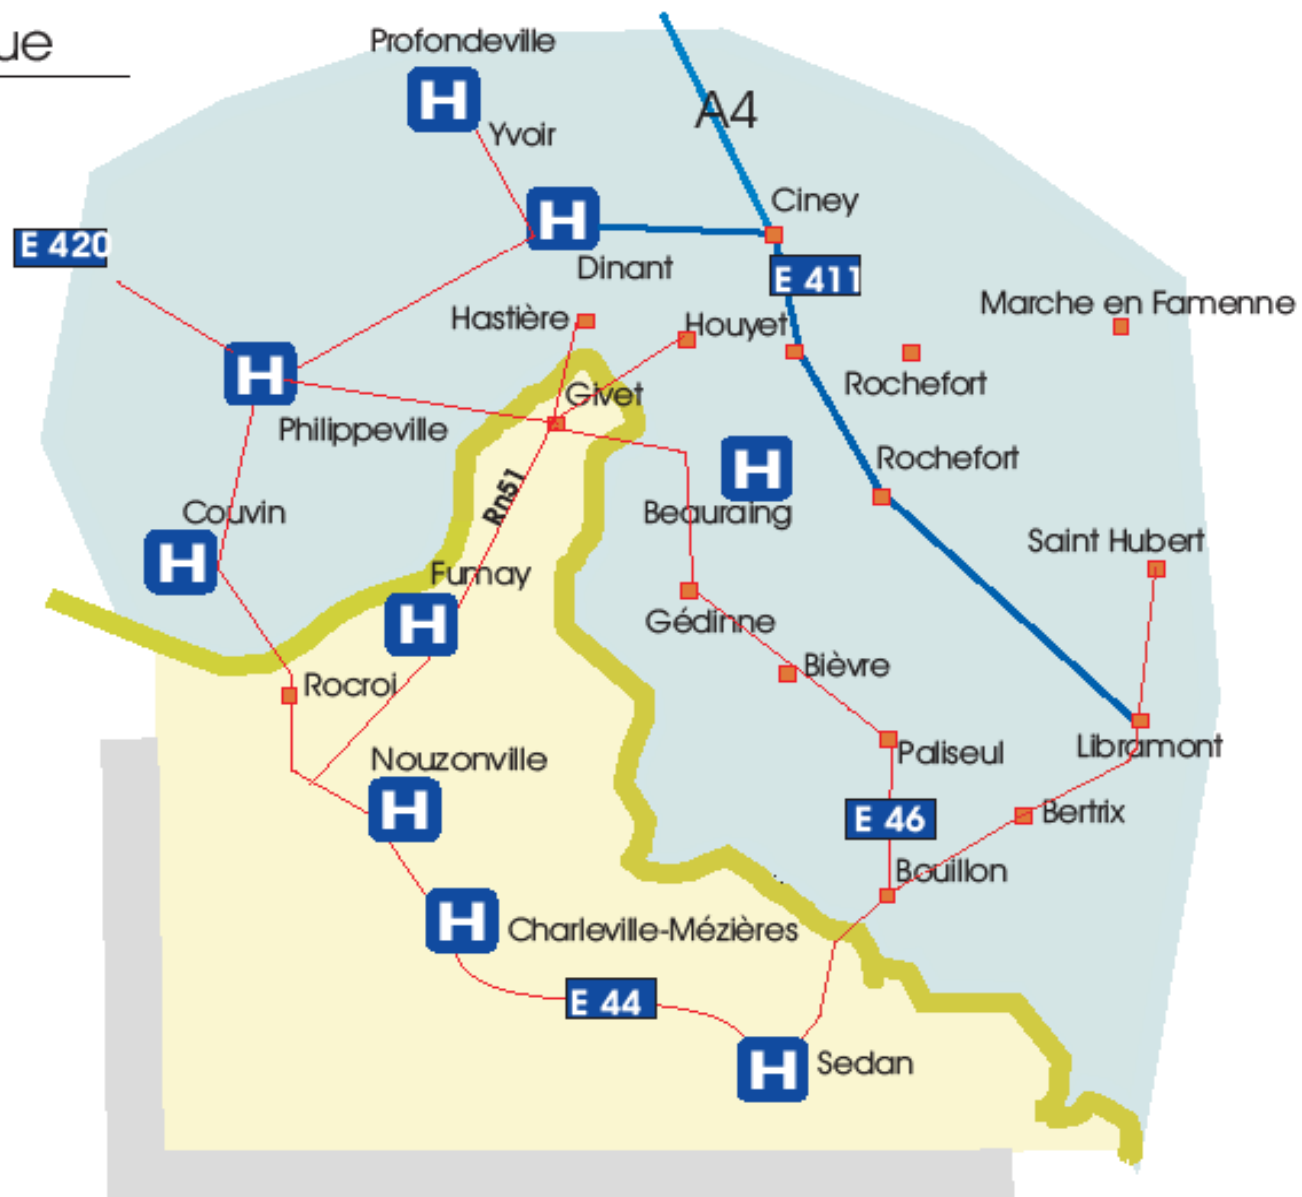 ue
Profondeville
H
Yvoir
A4
Ciney
H
E 420
Dinant
E 411
Marche en Famenne
Hastière
Houyet
H
Rochefort
Givet
Philippeville
H
Rochefort
Rn51
Couvin
Beauraing
H
Saint Hubert
Fumay
H
Gédinne
Bièvre
Rocroi
Nouzonville
Paliseul
Libramont
H
E 46
Bertrix
Bouillon
H
Charleville-Mézières
E 44
H
Sedan